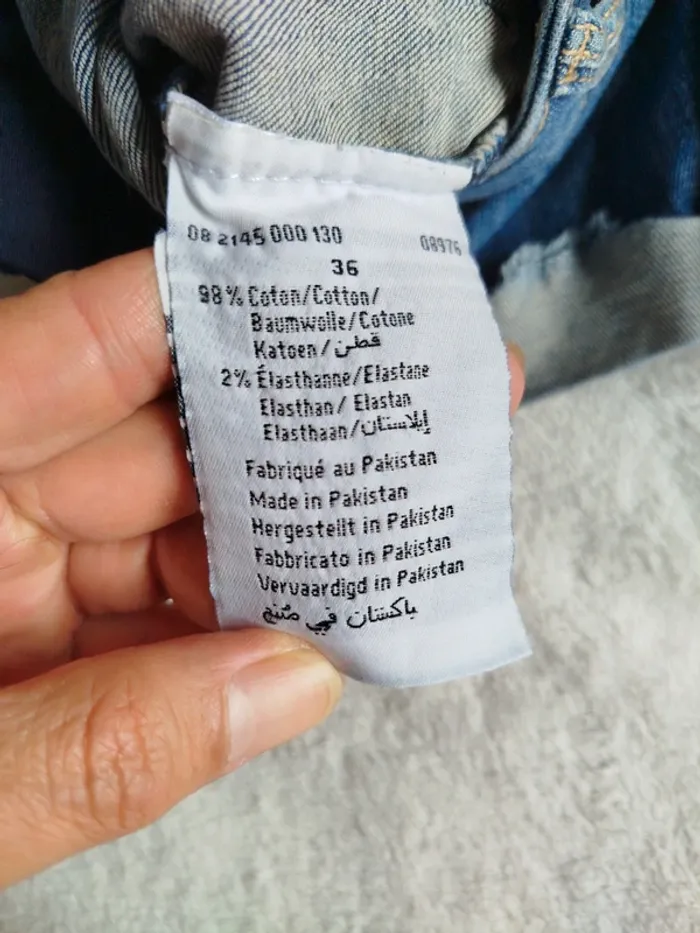 08 2145 000 130 08976
36
98% Coton/Cotton/
Baumwolle/Cotone
Katoen/قطن
2% Élasthanne/Elastane
Elasthan/ Elastan
Elasthaan/إيلاستان
Fabriqué au Pakistan
Made in Pakistan
Hergestellt in Pakistan
Fabbricato in Pakistan
Vervaardigd in Pakistan
باكستان في مُنتج